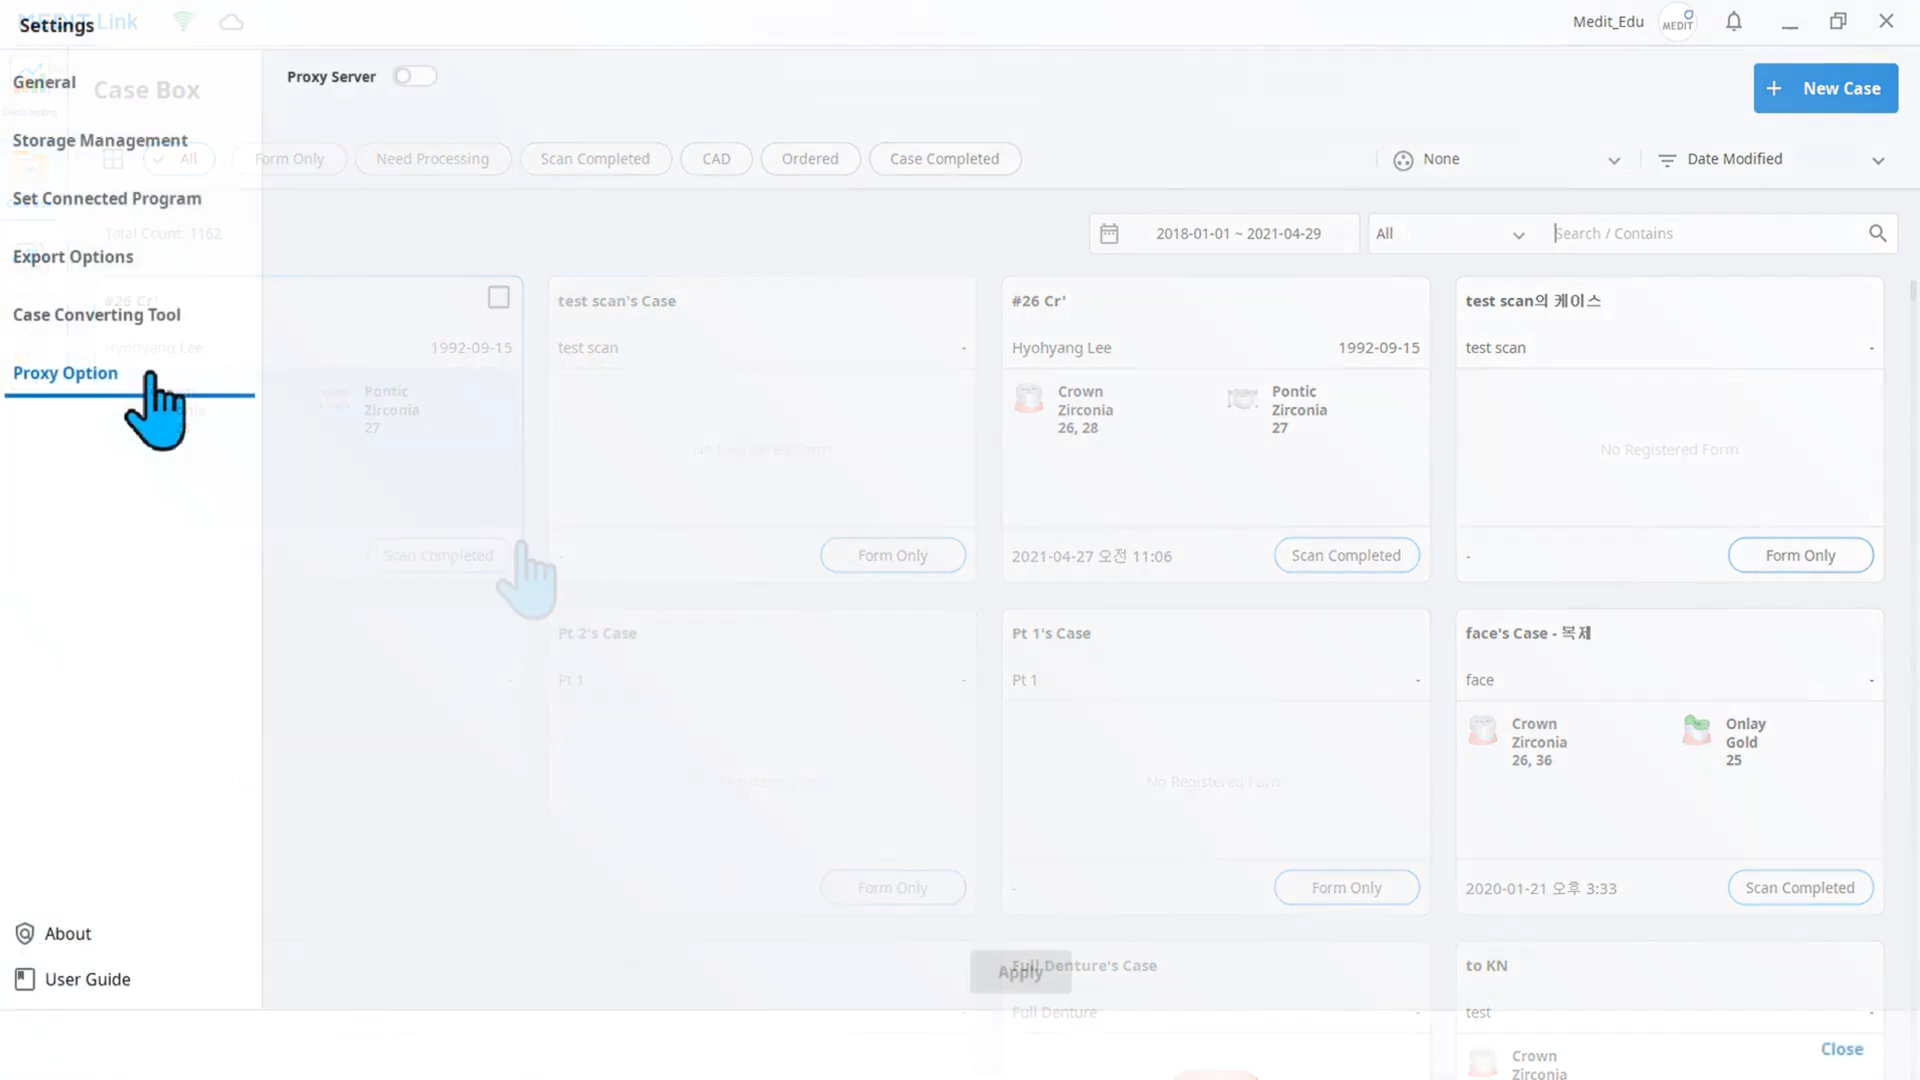 Settings
MEDIT Link
Medit_Edu
MEDIT
General
Case Box
Proxy Server
+ New Case
Storage Management
All
Form Only
Need Processing
Scan Completed
CAD
Ordered
Case Completed
None
Date Modified
Set Connected Program
Total Count: 1162
2018-01-01 ~ 2021-04-29
All
Search / Contains
Export Options
#26 Cr'
test scan's Case
#26 Cr'
test scan의 케이스
Case Converting Tool
Hyohyang Lee
1992-09-15
test scan
-
Hyohyang Lee
1992-09-15
test scan
-
Proxy Option
Pontic
Zirconia
27
Crown
Zirconia
26, 28
Pontic
Zirconia
27
No Registered Form
No Registered Form
Scan Completed
-
Form Only
2021-04-27 오전 11:06
Scan Completed
-
Form Only
Pt 2's Case
Pt 1's Case
face's Case - 복제
-
Pt 1
-
Pt 1
-
face
-
Crown
Zirconia
26, 36
Onlay
Gold
25
Registered Form
No Registered Form
Form Only
-
Form Only
2020-01-21 오후 3:33
Scan Completed
About
User Guide
Apply
Full Denture's Case
to KN
-
Full Denture
-
test
-
Crown
Zirconia
Close